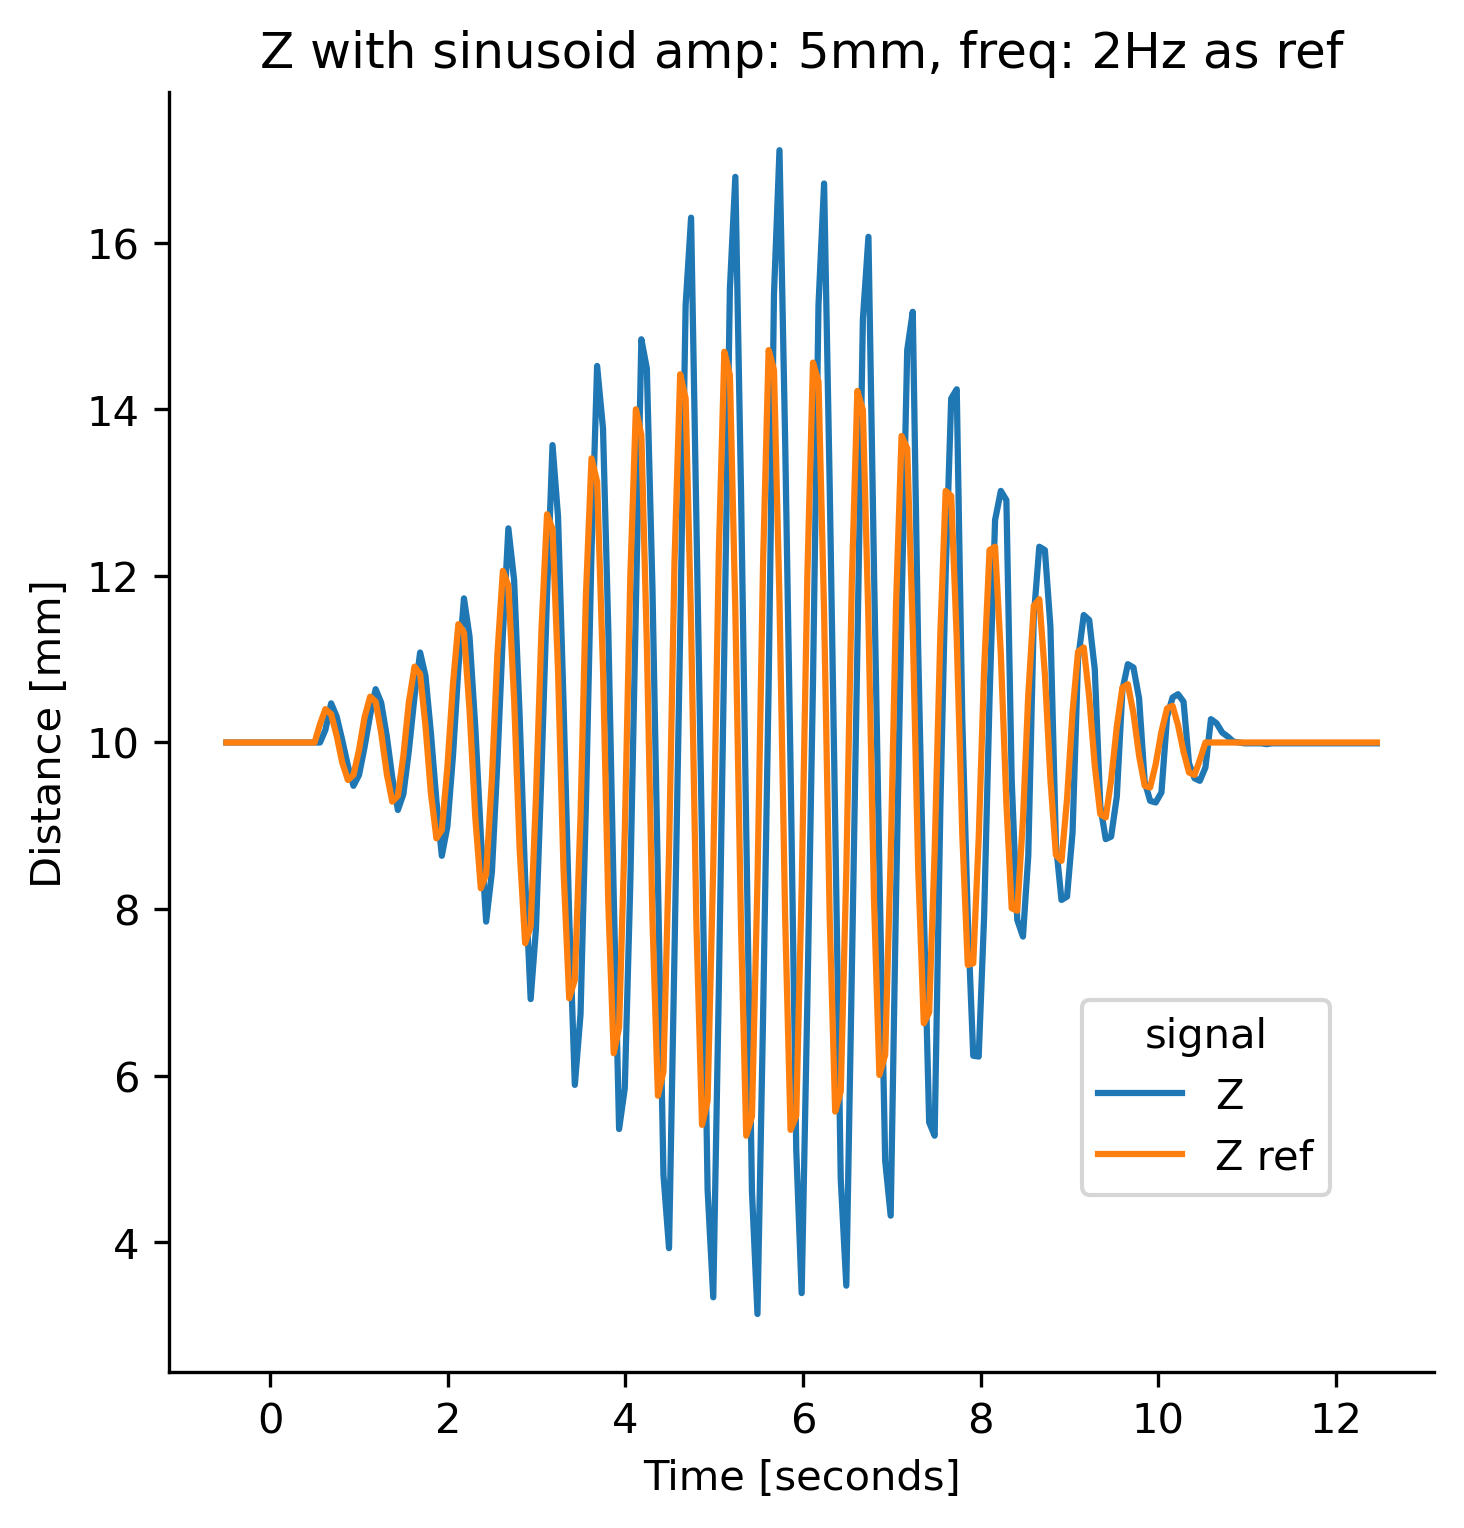 Z with sinusoid amp: 5mm, freq: 2Hz as ref
16
14
12
10
8
6
4
Distance [mm]
signal
Z
Z ref
0 2 4 6 8 10 12
Time [seconds]